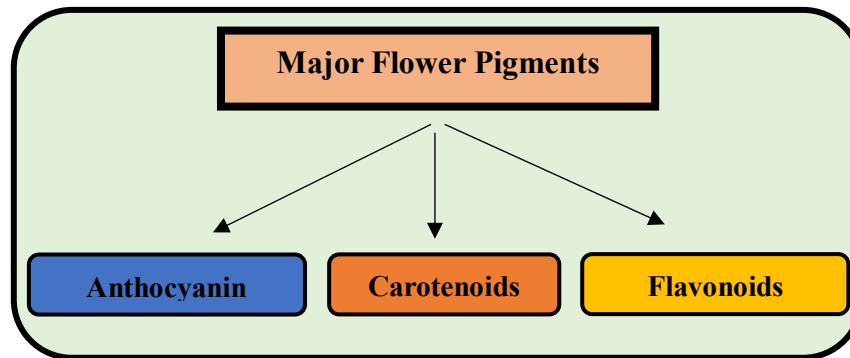 Major Flower Pigments
Anthocyanin
Carotenoids
Flavonoids